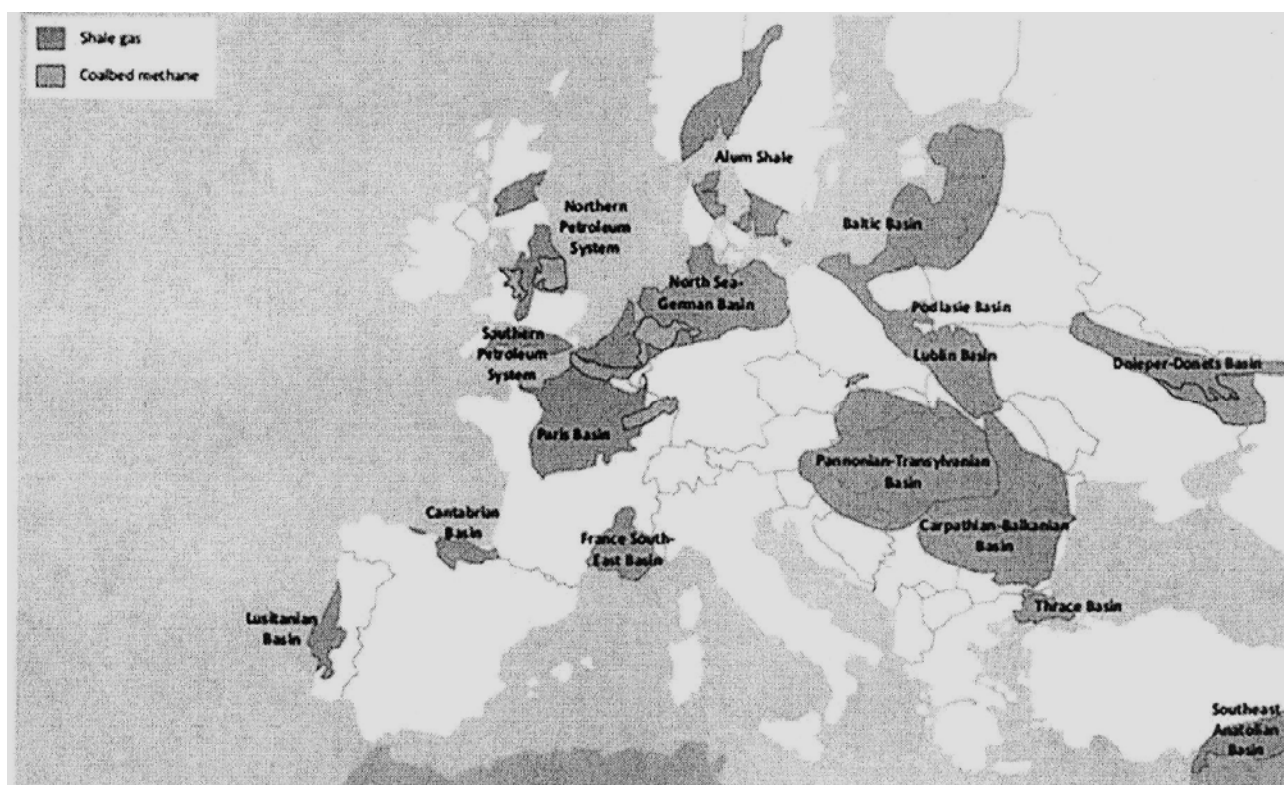 Shale gas
Coalbed methane
Alum Shale
Northern
Petroleum
System
Baltic Basin
North Sea-
German Basin
Podlasie Basin
Southern
Petroleum
System
Lublin Basin
Dnieper-Donets Basin
Paris Basin
Pannonian-Transylvanian
Basin
Cantabrian
Basin
Carpathian-Balkanian
Basin
France South-
East Basin
Thrace Basin
Lusitanian
Basin
Southeast
Anatolian
Basin